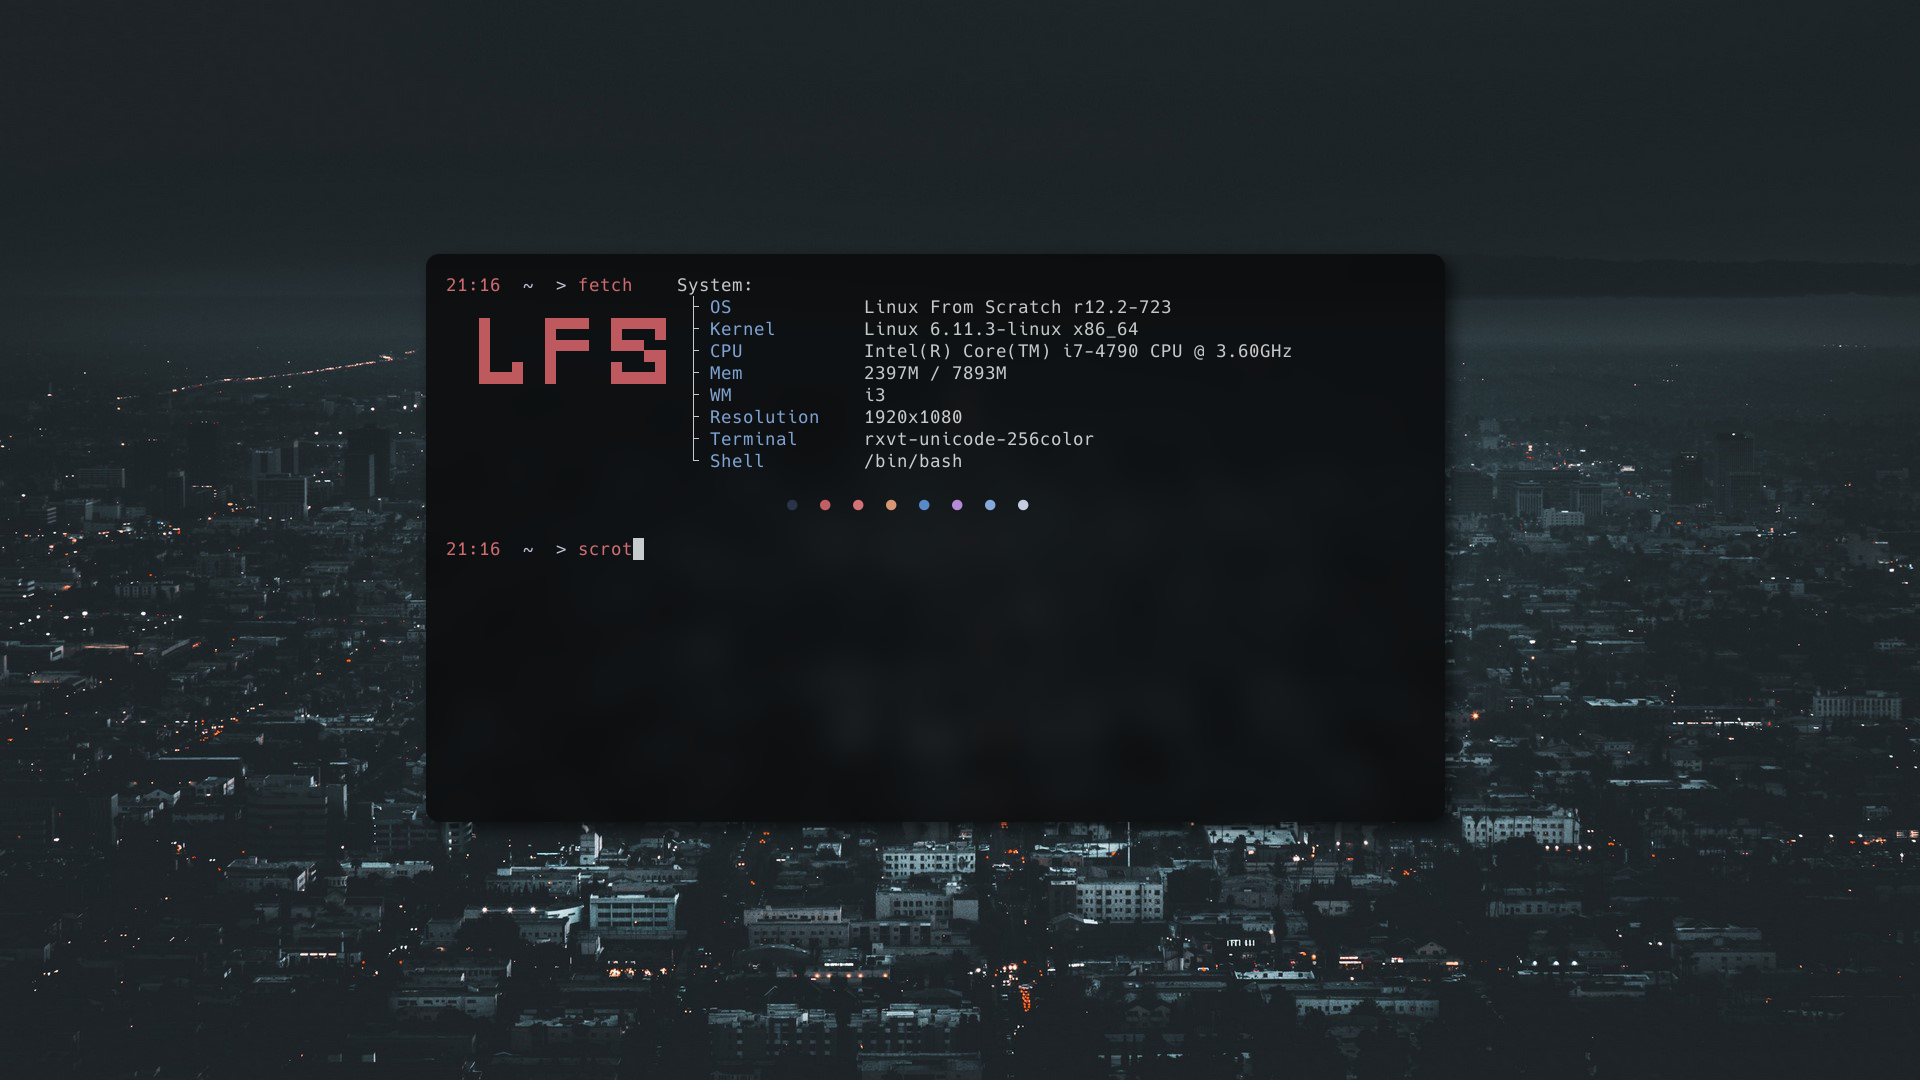 21:16 ~ > fetch System:
LFS
OS Linux From Scratch r12.2-723
Kernel Linux 6.11.3-linux x86_64
CPU Intel(R) Core(TM) i7-4790 CPU @ 3.60GHz
Mem 2397M / 7893M
WM i3
Resolution 1920x1080
Terminal rxvt-unicode-256color
Shell /bin/bash
21:16 ~ > scrot